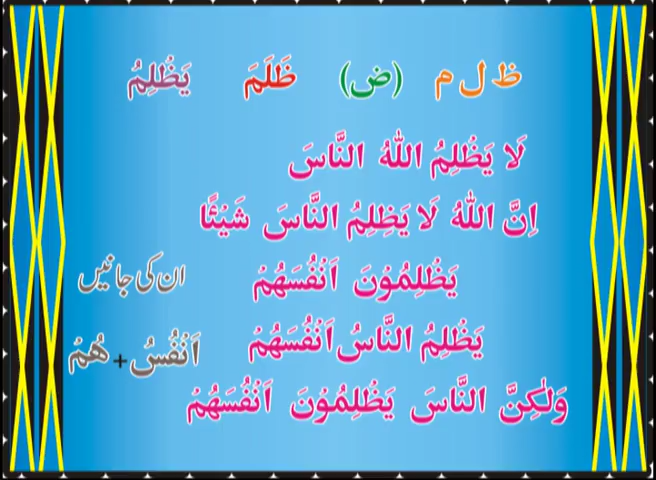 ظ ل م (ض) ظَلَمَ يَظْلِمُ
لَا يَظْلِمُ اللّٰهُ النَّاسَ
اِنَّ اللّٰهُ لَا يَظِلِمُ النَّاسَ شَيْئًا
يَظْلِمُوْنَ اَنْفُسَهُمْ ان کی جانیں
يَظْلِمُ النَّاسُ اَنْفُسَهُمْ اَنْفُسُ + هُمْ
وَلٰكِنَّ النَّاسَ يَظْلِمُوْنَ اَنْفُسَهُمْ